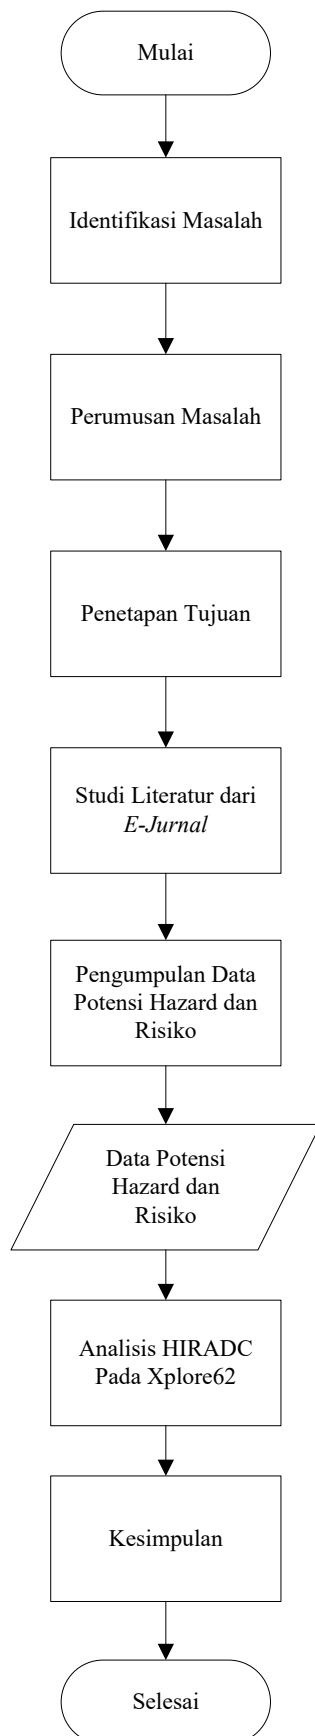 Mulai
Identifikasi Masalah
Perumusan Masalah
Penetapan Tujuan
Studi Literatur dari
E-Jurnal
Pengumpulan Data
Potensi Hazard dan
Risiko
Data Potensi
Hazard dan
Risiko
Analisis HIRADC
Pada Xplore62
Kesimpulan
Selesai